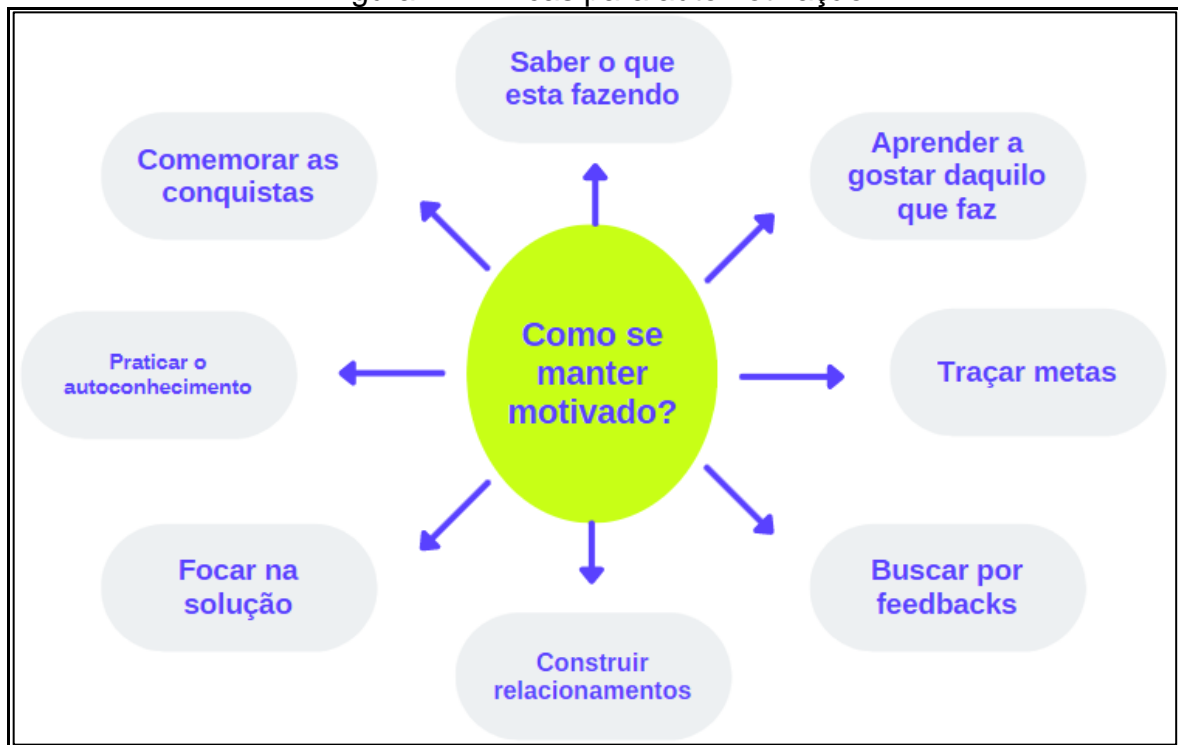 Saber o que
esta fazendo
Aprender a
gostar daquilo
que faz
Traçar metas
Buscar por
feedbacks
Construir
relacionamentos
Focar na
solução
Praticar o
autoconhecimento
Comemorar as
conquistas
Como se
manter
motivado?